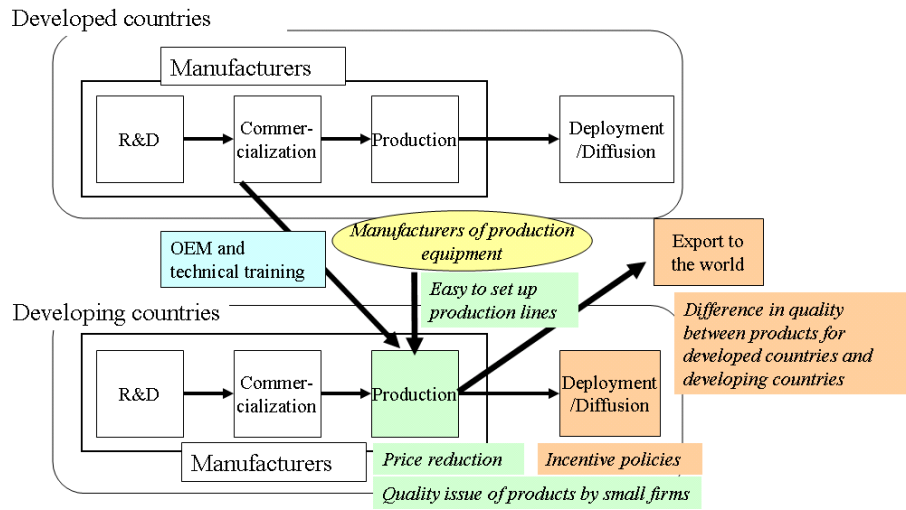 Developed countries
Manufacturers
R&D
Commer-
cialization
Production
Deployment
/Diffusion
OEM and
technical training
Manufacturers of production
equipment
Export to
the world
Easy to set up
production lines
Developing countries
Difference in quality
between products for
developed countries and
developing countries
R&D
Commer-
cialization
Production
Deployment
/Diffusion
Manufacturers
Price reduction
Incentive policies
Quality issue of products by small firms